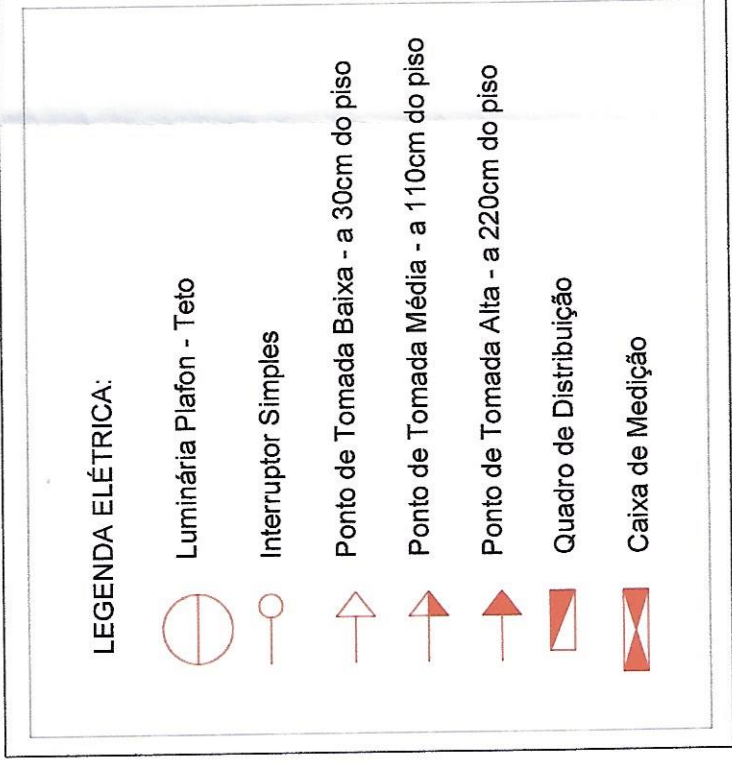 LEGENDA ELÉTRICA:
Luminária Plafon - Teto
Interruptor Simples
Ponto de Tomada Baixa - a 30cm do piso
Ponto de Tomada Média - a 110cm do piso
Ponto de Tomada Alta - a 220cm do piso
Quadro de Distribuição
Caixa de Medição